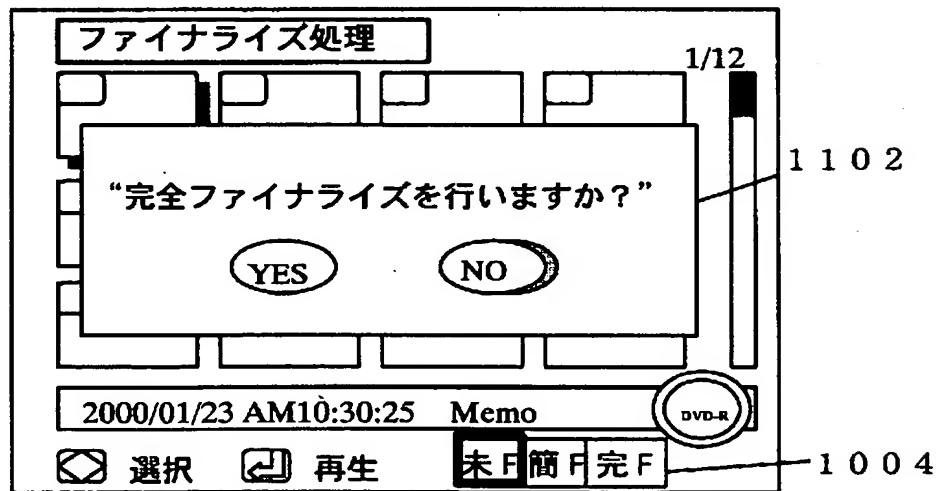 ファイナライズ処理
1/12
1102
“完全ファイナライズを行いますか？”
YES NO
2000/01/23 AM10:30:25 Memo
DVD-R
選択 再生 未F 簡F 完F
1004